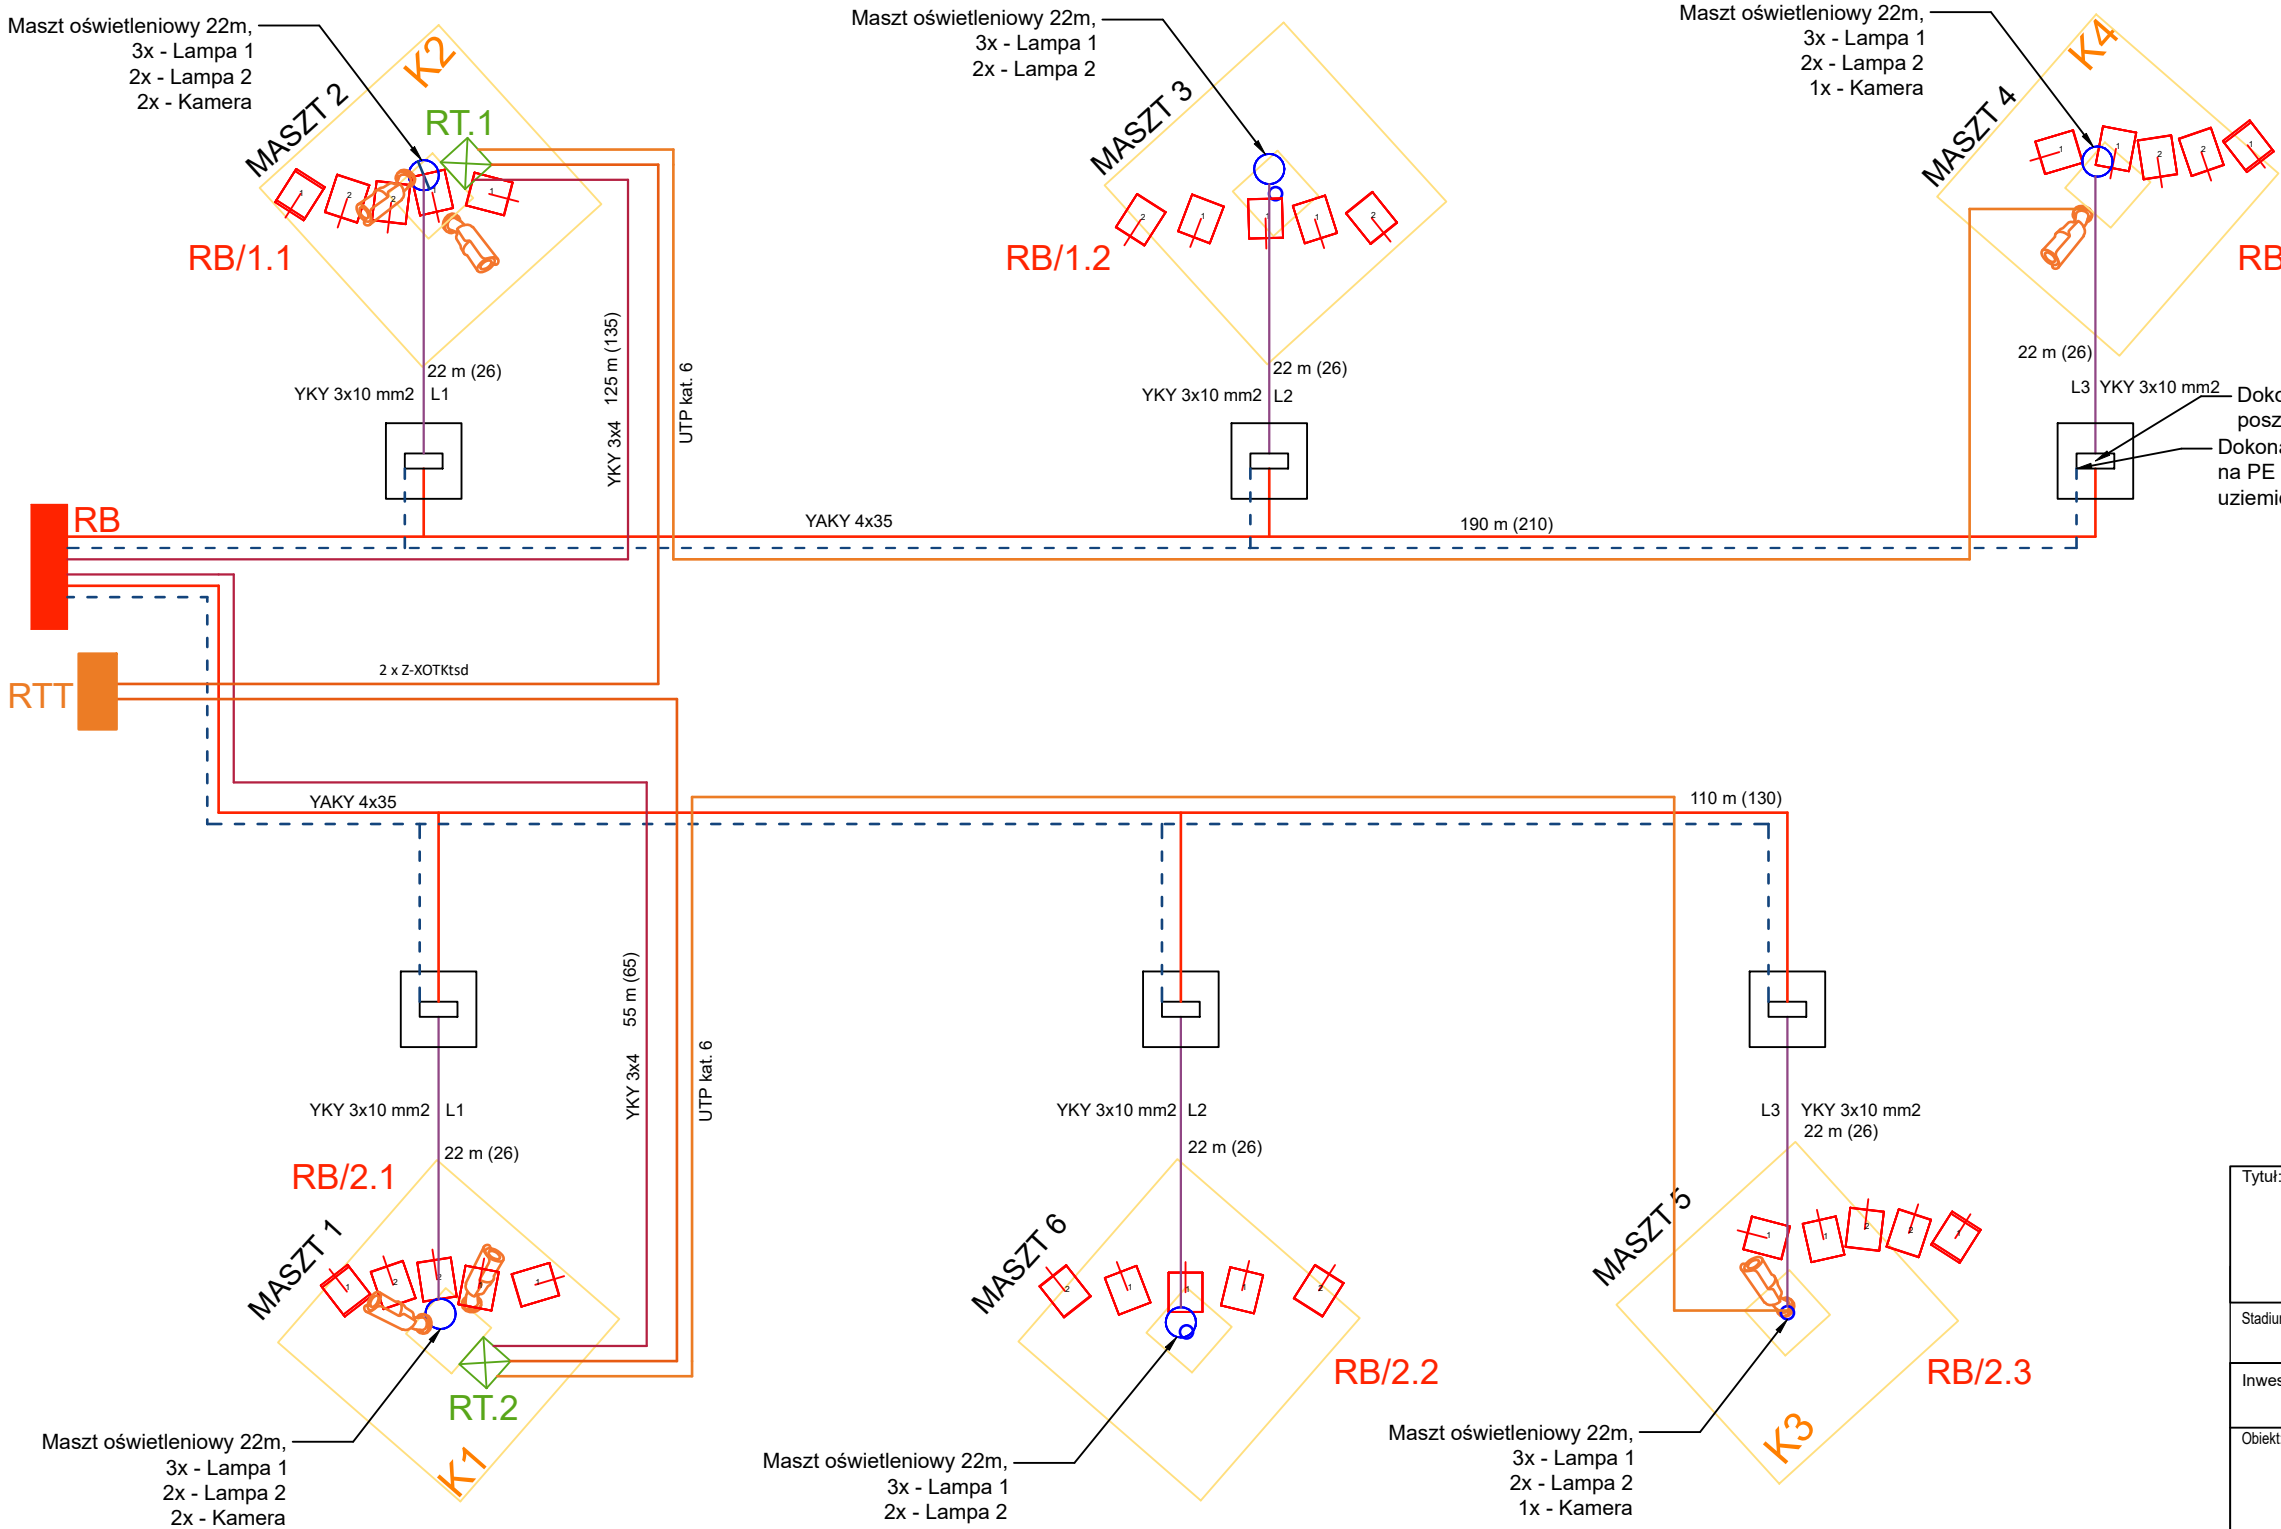 Maszt oświetleniowy 22m,
3x - Lampa 1
2x - Lampa 2
2x - Kamera
K2
MASZT 2
RT.1
RB/1.1
Maszt oświetleniowy 22m,
3x - Lampa 1
2x - Lampa 2
MASZT 3
RB/1.2
Maszt oświetleniowy 22m,
3x - Lampa 1
2x - Lampa 2
1x - Kamera
K4
MASZT 4
RB
22 m (26)
YKY 3x10 mm2 L1
YKY 3x4 125 m (135)
UTP kat. 6
22 m (26)
YKY 3x10 mm2 L2
22 m (26)
L3 YKY 3x10 mm2
posz
na PE
RB
YAKY 4x35
190 m (210)
2 x Z-XOTKtsd
RTT
YAKY 4x35
110 m (130)
YKY 3x4 55 m (65)
UTP kat. 6
YKY 3x10 mm2 L1
22 m (26)
YKY 3x10 mm2 L2
22 m (26)
L3 YKY 3x10 mm2
22 m (26)
RB/2.1
MASZT 1
RT.2
K1
Maszt oświetleniowy 22m,
3x - Lampa 1
2x - Lampa 2
2x - Kamera
MASZT 6
RB/2.2
Maszt oświetleniowy 22m,
3x - Lampa 1
2x - Lampa 2
MASZT 5
RB/2.3
K3
Maszt oświetleniowy 22m,
3x - Lampa 1
2x - Lampa 2
1x - Kamera
Tytuł: